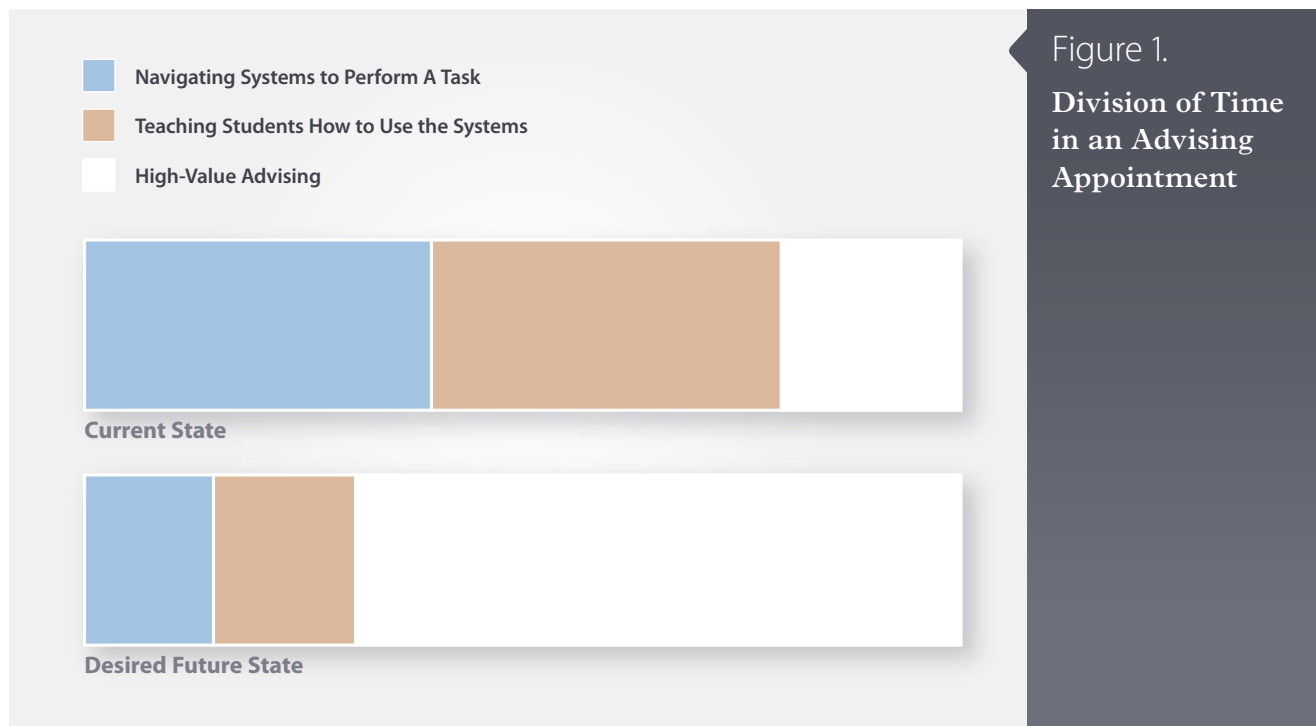 Navigating Systems to Perform A Task
Teaching Students How to Use the Systems
High-Value Advising
Current State
Desired Future State
Figure 1.
Division of Time
in an Advising
Appointment